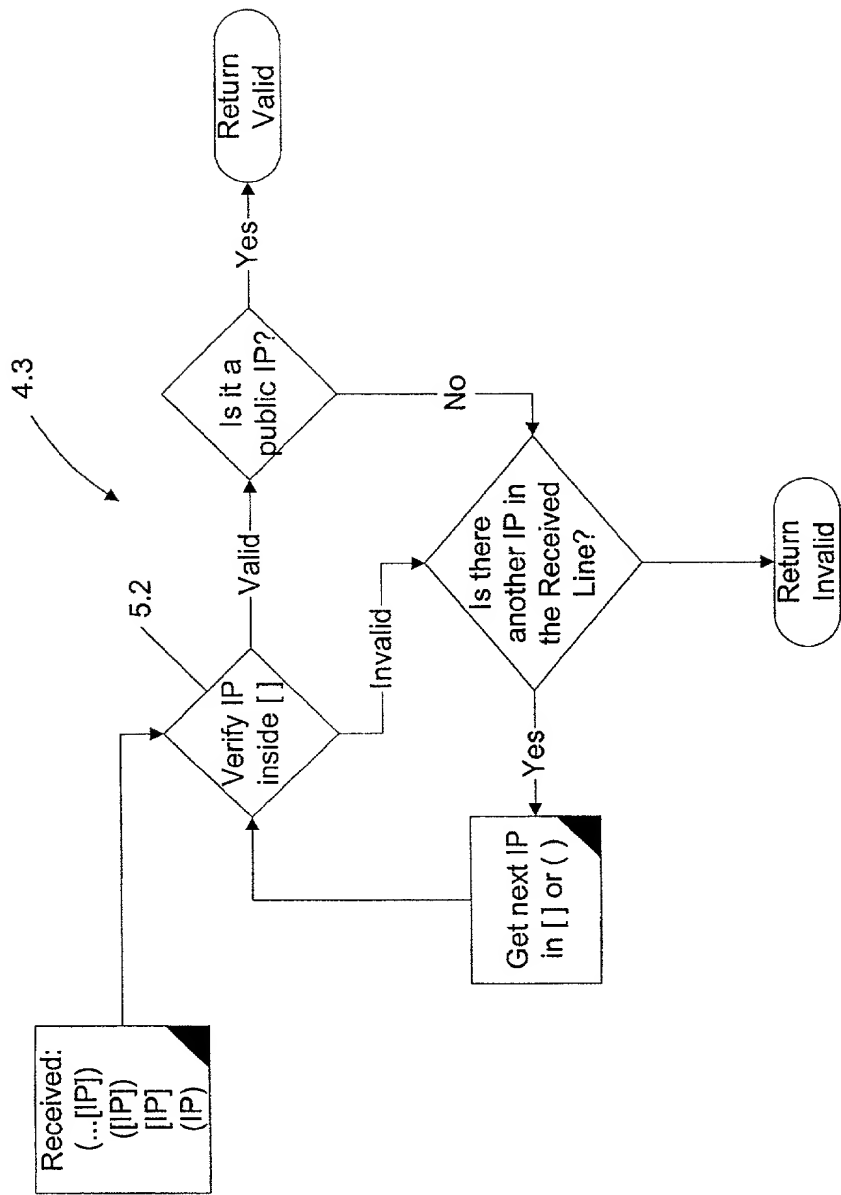 4.3
Received:
(...[IP])
([IP])
[IP]
(IP)
5.2
Verify IP
inside [ ]
Valid
Is it a
public IP?
Yes
Return
Valid
Invalid
No
Is there
another IP in
the Received
Line?
Yes
Get next IP
in [ ] or ( )
Return
Invalid